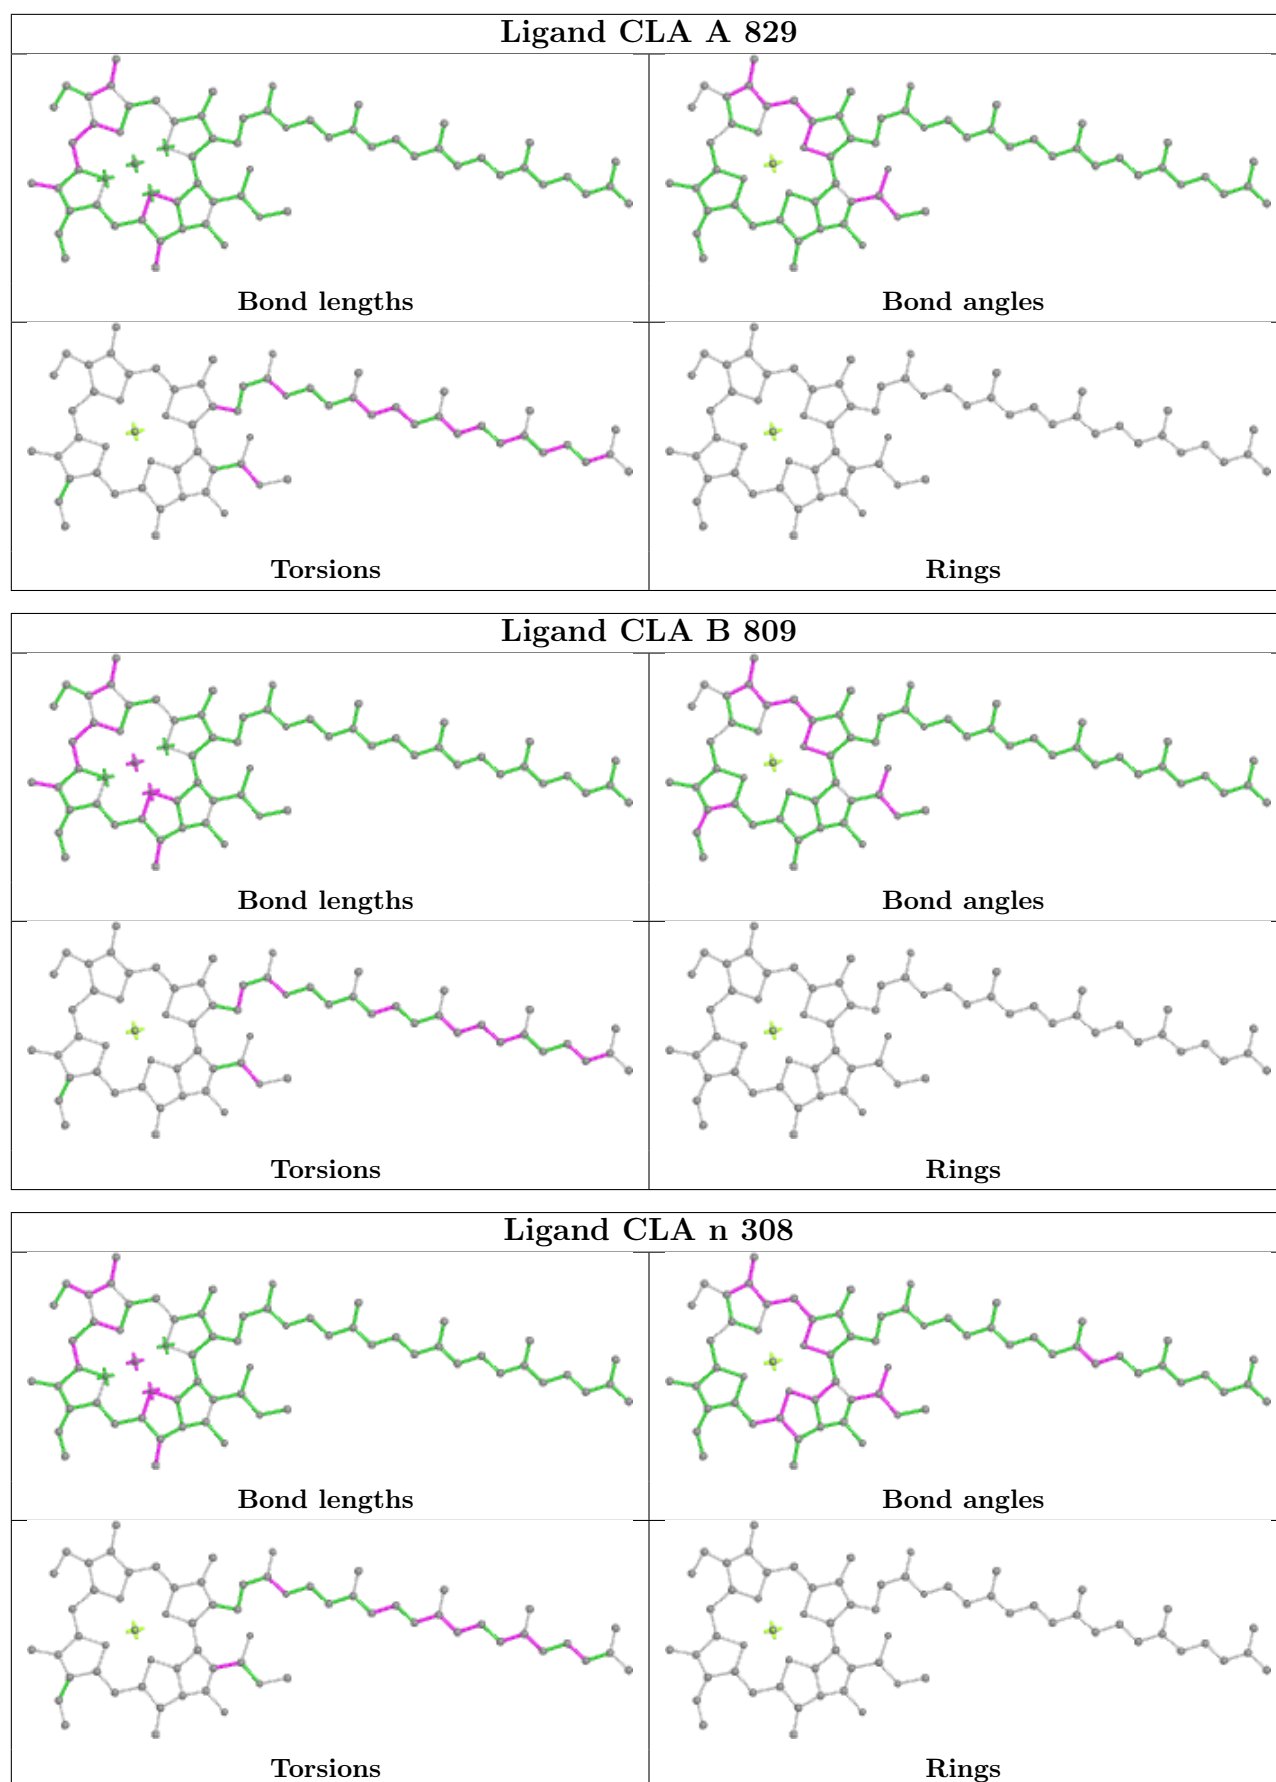 Ligand CLA A 829
Bond lengths
Bond angles
Torsions
Rings
Ligand CLA B 809
Bond lengths
Bond angles
Torsions
Rings
Ligand CLA n 308
Bond lengths
Bond angles
Torsions
Rings